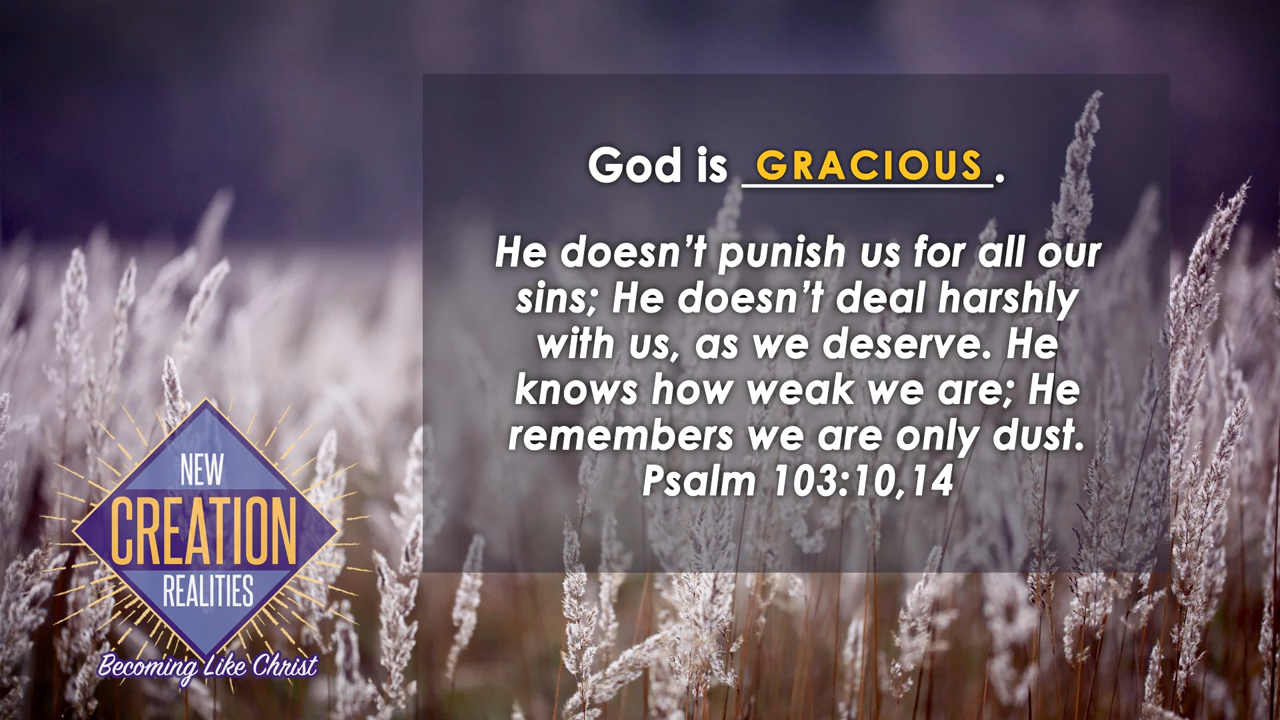 God is GRACIOUS.
He doesn’t punish us for all our
sins; He doesn’t deal harshly
with us, as we deserve. He
knows how weak we are; He
remembers we are only dust.
Psalm 103:10,14
NEW
CREATION
REALITIES
Becoming Like Christ